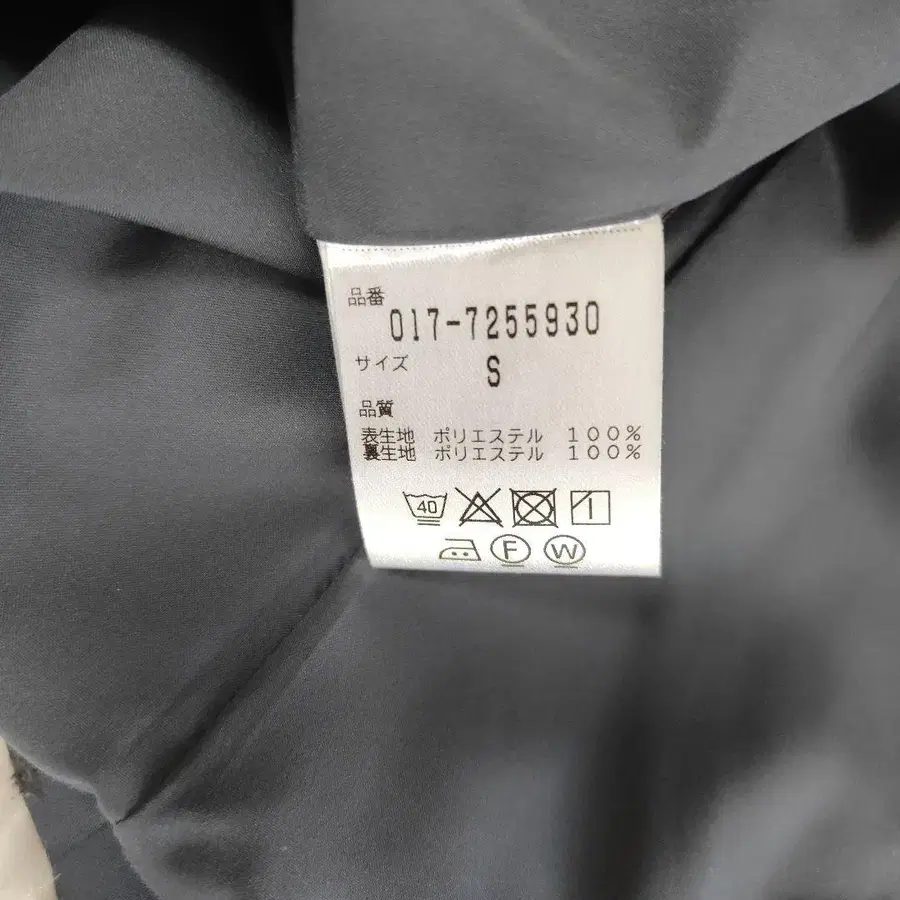 品番
017-7255930
サイズ
S
品質
表生地 ポリエステル 100%
裏生地 ポリエステル 100%
40
F W